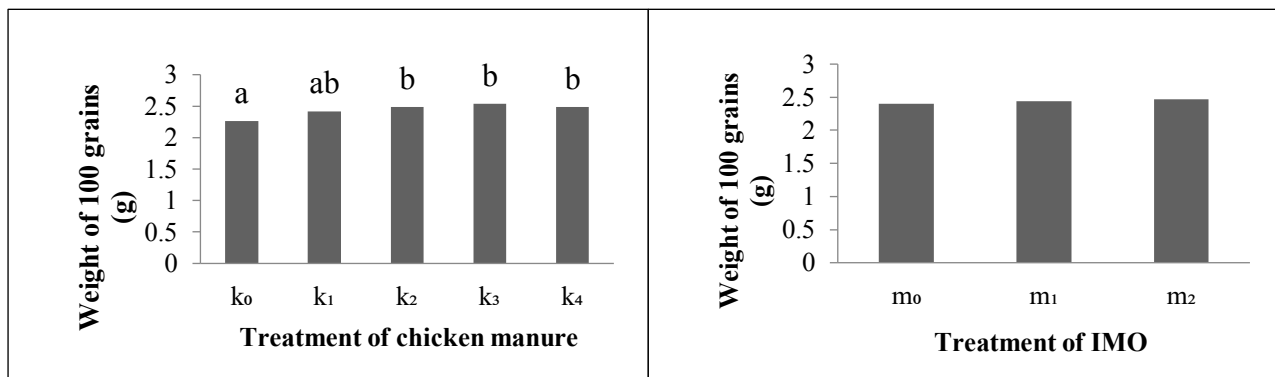 Weight of 100 grains
(g)
3
2.5
2
1.5
1
0.5
0
a
ab
b
b
b
k₀
k₁
k₂
k₃
k₄
Treatment of chicken manure
Weight of 100 grains
(g)
3
2.5
2
1.5
1
0.5
0
m₀
m₁
m₂
Treatment of IMO